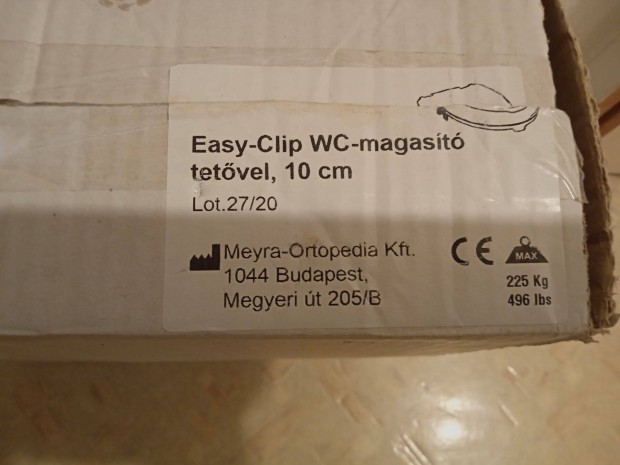 Easy-Clip WC-magasító
tetővel, 10 cm
Lot.27/20
Meyra-Ortopedia Kft.
1044 Budapest,
Megyeri út 205/B
CE
MAX
225 Kg
496 lbs